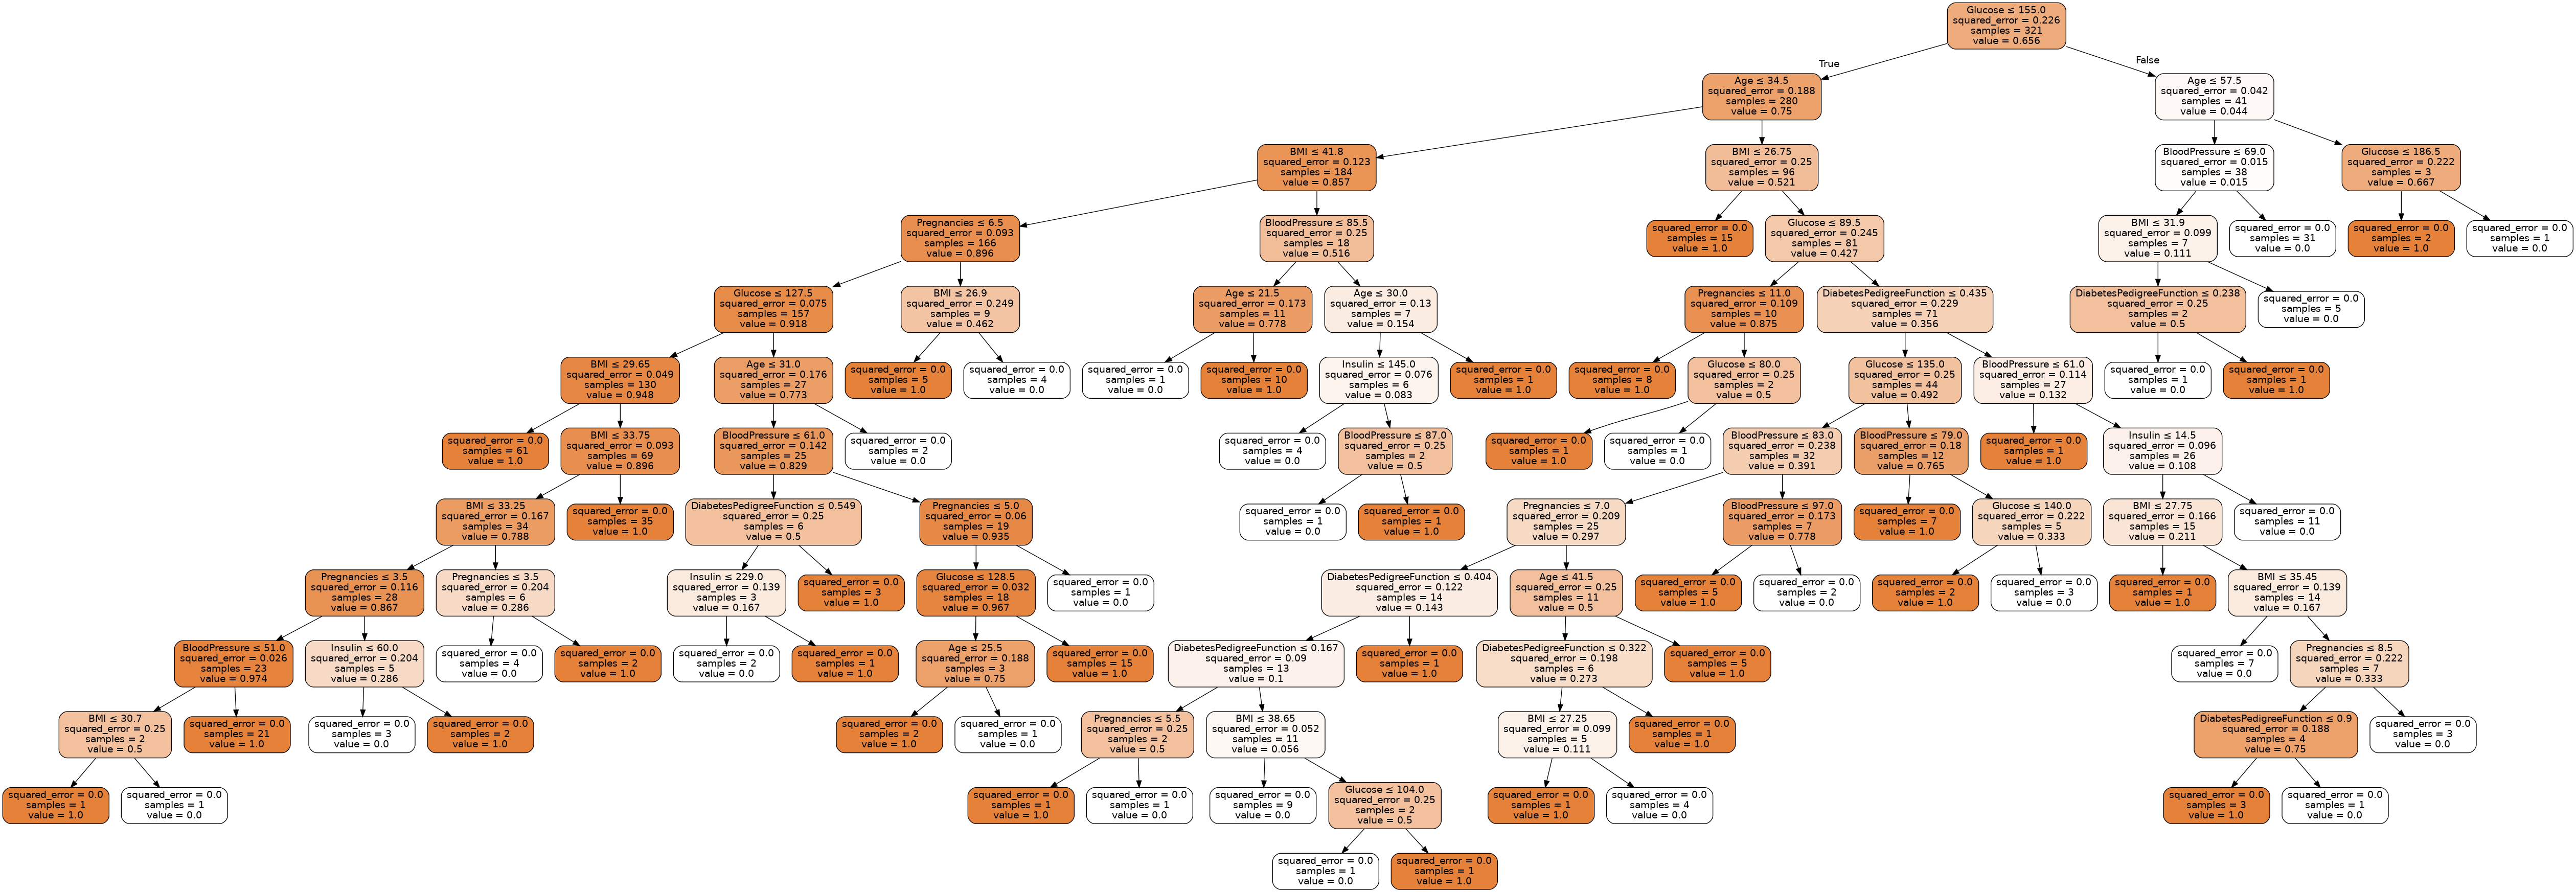 Glucose ≤ 155.0
squared_error = 0.226
samples = 321
value = 0.656
True
False
Age ≤ 34.5
squared_error = 0.188
samples = 280
value = 0.75
Age ≤ 57.5
squared_error = 0.042
samples = 41
value = 0.044
BMI ≤ 41.8
squared_error = 0.123
samples = 184
value = 0.857
BMI ≤ 26.75
squared_error = 0.25
samples = 96
value = 0.521
BloodPressure ≤ 69.0
squared_error = 0.015
samples = 38
value = 0.015
Glucose ≤ 186.5
squared_error = 0.222
samples = 3
value = 0.667
Pregnancies ≤ 6.5
squared_error = 0.093
samples = 166
value = 0.896
BloodPressure ≤ 85.5
squared_error = 0.25
samples = 18
value = 0.516
squared_error = 0.0
samples = 15
value = 1.0
Glucose ≤ 89.5
squared_error = 0.245
samples = 81
value = 0.427
BMI ≤ 31.9
squared_error = 0.099
samples = 7
value = 0.111
squared_error = 0.0
samples = 31
value = 0.0
squared_error = 0.0
samples = 2
value = 1.0
squared_error = 0.0
samples = 1
value = 0.0
Glucose ≤ 127.5
squared_error = 0.075
samples = 157
value = 0.918
BMI ≤ 26.9
squared_error = 0.249
samples = 9
value = 0.462
Age ≤ 21.5
squared_error = 0.173
samples = 11
value = 0.778
Age ≤ 30.0
squared_error = 0.13
samples = 7
value = 0.154
Pregnancies ≤ 11.0
squared_error = 0.109
samples = 10
value = 0.875
DiabetesPedigreeFunction ≤ 0.435
squared_error = 0.229
samples = 71
value = 0.356
DiabetesPedigreeFunction ≤ 0.238
squared_error = 0.25
samples = 2
value = 0.5
squared_error = 0.0
samples = 5
value = 0.0
BMI ≤ 29.65
squared_error = 0.049
samples = 130
value = 0.948
Age ≤ 31.0
squared_error = 0.176
samples = 27
value = 0.773
squared_error = 0.0
samples = 5
value = 1.0
squared_error = 0.0
samples = 4
value = 0.0
squared_error = 0.0
samples = 1
value = 0.0
squared_error = 0.0
samples = 10
value = 1.0
Insulin ≤ 145.0
squared_error = 0.076
samples = 6
value = 0.083
squared_error = 0.0
samples = 1
value = 1.0
squared_error = 0.0
samples = 8
value = 1.0
Glucose ≤ 80.0
squared_error = 0.25
samples = 2
value = 0.5
Glucose ≤ 135.0
squared_error = 0.25
samples = 44
value = 0.492
BloodPressure ≤ 61.0
squared_error = 0.114
samples = 27
value = 0.132
squared_error = 0.0
samples = 1
value = 0.0
squared_error = 0.0
samples = 1
value = 1.0
squared_error = 0.0
samples = 61
value = 1.0
BMI ≤ 33.75
squared_error = 0.093
samples = 69
value = 0.896
BloodPressure ≤ 61.0
squared_error = 0.142
samples = 25
value = 0.829
squared_error = 0.0
samples = 2
value = 0.0
squared_error = 0.0
samples = 4
value = 0.0
BloodPressure ≤ 87.0
squared_error = 0.25
samples = 2
value = 0.5
squared_error = 0.0
samples = 1
value = 1.0
squared_error = 0.0
samples = 1
value = 0.0
BloodPressure ≤ 83.0
squared_error = 0.238
samples = 32
value = 0.391
BloodPressure ≤ 79.0
squared_error = 0.18
samples = 12
value = 0.765
squared_error = 0.0
samples = 1
value = 1.0
Insulin ≤ 14.5
squared_error = 0.096
samples = 26
value = 0.108
BMI ≤ 33.25
squared_error = 0.167
samples = 34
value = 0.788
squared_error = 0.0
samples = 35
value = 1.0
DiabetesPedigreeFunction ≤ 0.549
squared_error = 0.25
samples = 6
value = 0.5
Pregnancies ≤ 5.0
squared_error = 0.06
samples = 19
value = 0.935
squared_error = 0.0
samples = 1
value = 0.0
squared_error = 0.0
samples = 1
value = 1.0
Pregnancies ≤ 7.0
squared_error = 0.209
samples = 25
value = 0.297
BloodPressure ≤ 97.0
squared_error = 0.173
samples = 7
value = 0.778
squared_error = 0.0
samples = 7
value = 1.0
Glucose ≤ 140.0
squared_error = 0.222
samples = 5
value = 0.333
BMI ≤ 27.75
squared_error = 0.166
samples = 15
value = 0.211
squared_error = 0.0
samples = 11
value = 0.0
Pregnancies ≤ 3.5
squared_error = 0.116
samples = 28
value = 0.867
Pregnancies ≤ 3.5
squared_error = 0.204
samples = 6
value = 0.286
Insulin ≤ 229.0
squared_error = 0.139
samples = 3
value = 0.167
squared_error = 0.0
samples = 3
value = 1.0
Glucose ≤ 128.5
squared_error = 0.032
samples = 18
value = 0.967
squared_error = 0.0
samples = 1
value = 0.0
DiabetesPedigreeFunction ≤ 0.404
squared_error = 0.122
samples = 14
value = 0.143
Age ≤ 41.5
squared_error = 0.25
samples = 11
value = 0.5
squared_error = 0.0
samples = 5
value = 1.0
squared_error = 0.0
samples = 2
value = 0.0
squared_error = 0.0
samples = 2
value = 1.0
squared_error = 0.0
samples = 3
value = 0.0
squared_error = 0.0
samples = 1
value = 1.0
BMI ≤ 35.45
squared_error = 0.139
samples = 14
value = 0.167
BloodPressure ≤ 51.0
squared_error = 0.026
samples = 23
value = 0.974
Insulin ≤ 60.0
squared_error = 0.204
samples = 5
value = 0.286
squared_error = 0.0
samples = 4
value = 0.0
squared_error = 0.0
samples = 2
value = 1.0
squared_error = 0.0
samples = 2
value = 0.0
squared_error = 0.0
samples = 1
value = 1.0
Age ≤ 25.5
squared_error = 0.188
samples = 3
value = 0.75
squared_error = 0.0
samples = 15
value = 1.0
DiabetesPedigreeFunction ≤ 0.167
squared_error = 0.09
samples = 13
value = 0.1
squared_error = 0.0
samples = 1
value = 1.0
DiabetesPedigreeFunction ≤ 0.322
squared_error = 0.198
samples = 6
value = 0.273
squared_error = 0.0
samples = 5
value = 1.0
squared_error = 0.0
samples = 7
value = 0.0
Pregnancies ≤ 8.5
squared_error = 0.222
samples = 7
value = 0.333
BMI ≤ 30.7
squared_error = 0.25
samples = 2
value = 0.5
squared_error = 0.0
samples = 21
value = 1.0
squared_error = 0.0
samples = 3
value = 0.0
squared_error = 0.0
samples = 2
value = 1.0
squared_error = 0.0
samples = 2
value = 1.0
squared_error = 0.0
samples = 1
value = 0.0
Pregnancies ≤ 5.5
squared_error = 0.25
samples = 2
value = 0.5
BMI ≤ 38.65
squared_error = 0.052
samples = 11
value = 0.056
BMI ≤ 27.25
squared_error = 0.099
samples = 5
value = 0.111
squared_error = 0.0
samples = 1
value = 1.0
DiabetesPedigreeFunction ≤ 0.9
squared_error = 0.188
samples = 4
value = 0.75
squared_error = 0.0
samples = 3
value = 0.0
squared_error = 0.0
samples = 1
value = 1.0
squared_error = 0.0
samples = 1
value = 0.0
squared_error = 0.0
samples = 1
value = 1.0
squared_error = 0.0
samples = 1
value = 0.0
squared_error = 0.0
samples = 9
value = 0.0
Glucose ≤ 104.0
squared_error = 0.25
samples = 2
value = 0.5
squared_error = 0.0
samples = 1
value = 1.0
squared_error = 0.0
samples = 4
value = 0.0
squared_error = 0.0
samples = 3
value = 1.0
squared_error = 0.0
samples = 1
value = 0.0
squared_error = 0.0
samples = 1
value = 0.0
squared_error = 0.0
samples = 1
value = 1.0